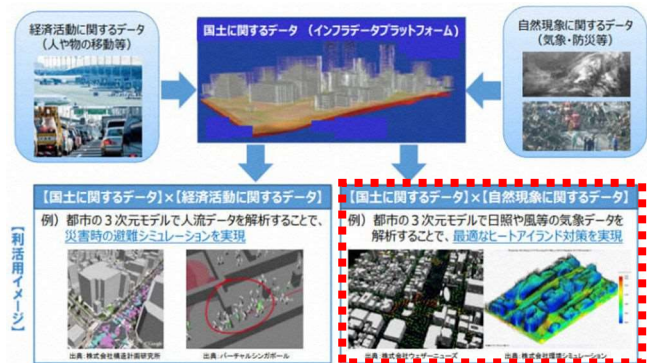 経済活動に関するデータ
（人や物の移動等）
国土に関するデータ （インフラデータプラットフォーム）
自然現象に関するデータ
（気象・防災等）
【利活用イメージ】
【国土に関するデータ】×【経済活動に関するデータ】
例）都市の３次元モデルで人流データを解析することで、
災害時の避難シミュレーションを実現
出典：株式会社構造計画研究所
出典：バーチャルシンガポール
【国土に関するデータ】×【自然現象に関するデータ】
例）都市の３次元モデルで日照や風等の気象データを
解析することで、最適なヒートアイランド対策を実現
出典：株式会社ウェザーニューズ
出典：株式会社環境シミュレーション